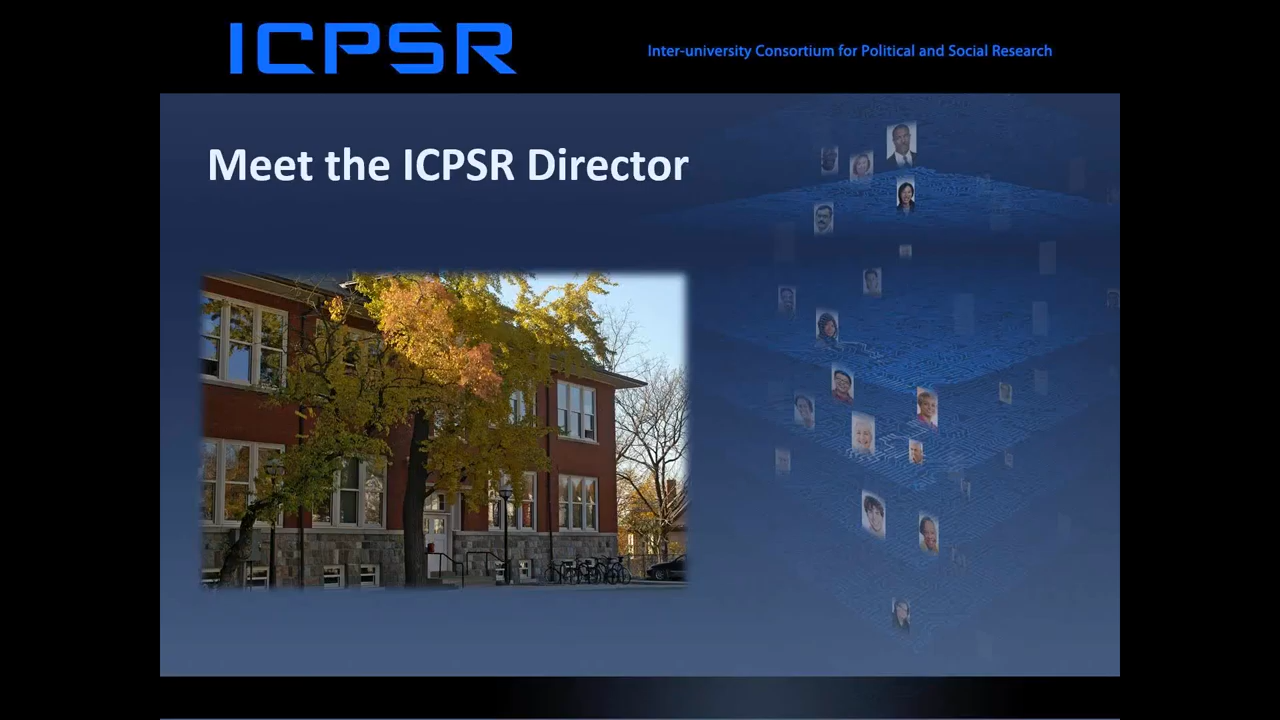 ICPSR
Inter-university Consortium for Political and Social Research
Meet the ICPSR Director